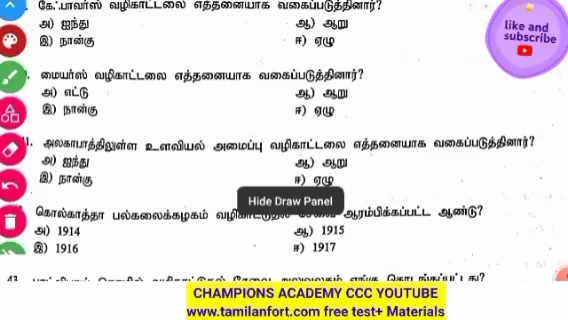 கே.்.பாவர்ஸ் வழிகாட்டலை எத்தனையாக வகைப்படுத்தினார்?
அ) ஐந்து ஆ) ஆறு
இ) நான்கு ஈ) ஏழு
மையர்ஸ் வழிகாட்டலை எத்தனையாக வகைப்படுத்தினார்?
அ) எட்டு ஆ) ஆறு
இ) நான்கு ஈ) ஏழு
1. அலகாபாத்திலுள்ள உளவியல் அமைப்பு வழிகாட்டலை எத்தனையாக வகைப்படுத்தினார்?
அ) ஐந்து ஆ) ஆறு
இ) நான்கு ஈ) ஏழு
Hide Draw Panel
கொல்கத்தா பல்கலைக்கழகம் ஆரம்பிக்கப்பட்ட ஆண்டு?
அ) 1914 ஆ) 1915
இ) 1916 ஈ) 1917
43.
like and
subscribe
CHAMPIONS ACADEMY CCC YOUTUBE
www.tamilanfort.com free test+ Materials